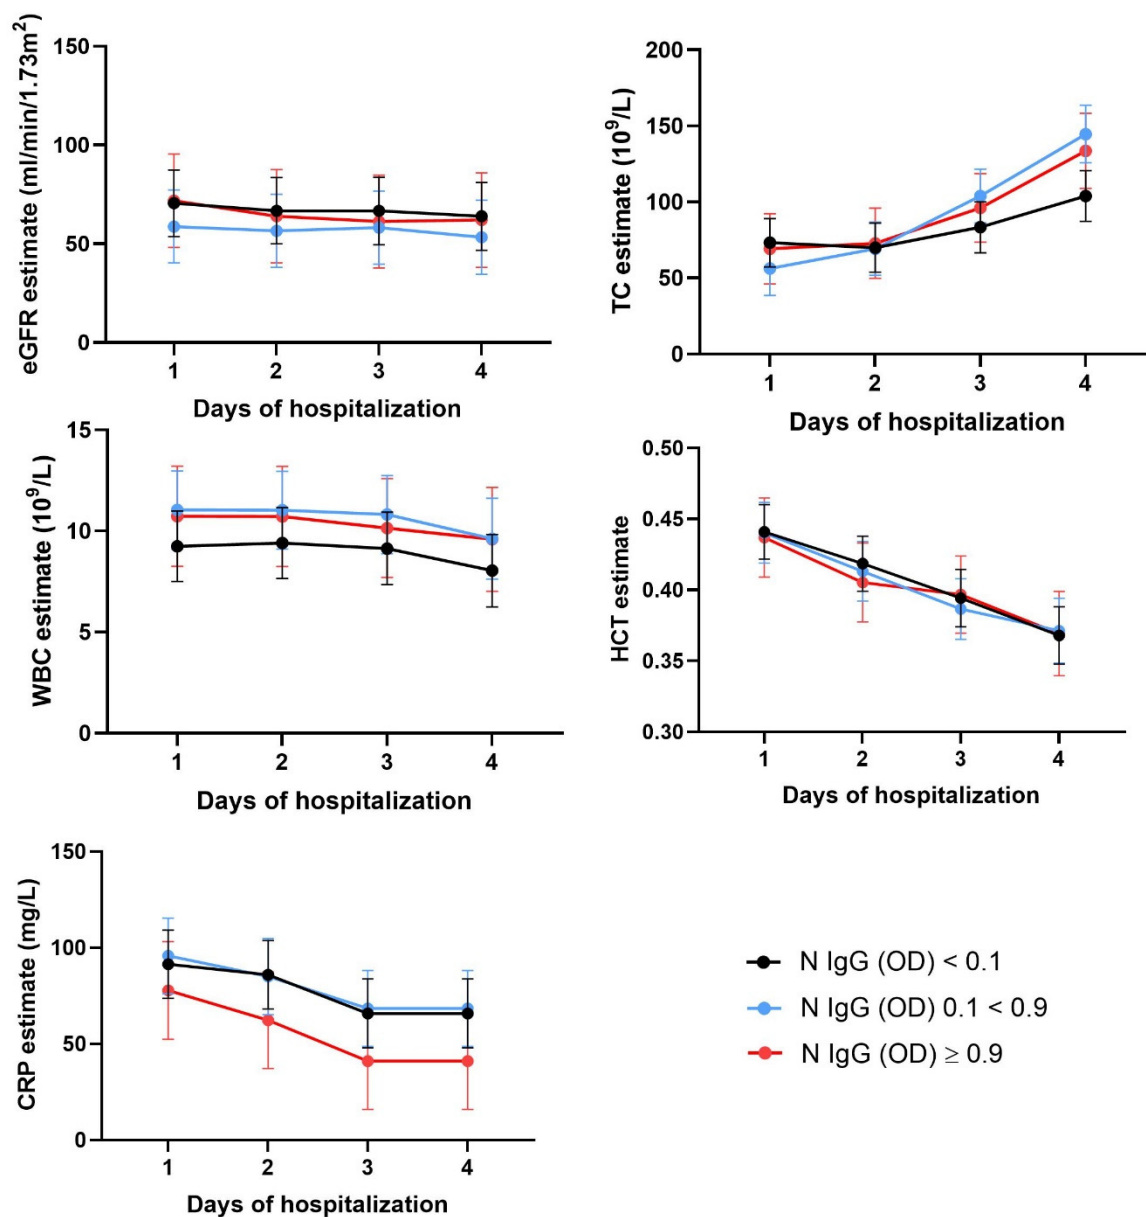 eGFR estimate (ml/min/1.73m²)
150
100
50
0
1 2 3 4
Days of hospitalization
TC estimate (10⁹/L)
200
150
100
50
0
1 2 3 4
Days of hospitalization
WBC estimate (10⁹/L)
15
10
5
0
1 2 3 4
Days of hospitalization
HCT estimate
0.50
0.45
0.40
0.35
0.30
1 2 3 4
Days of hospitalization
CRP estimate (mg/L)
150
100
50
0
1 2 3 4
Days of hospitalization
N IgG (OD) < 0.1
N IgG (OD) 0.1 < 0.9
N IgG (OD) ≥ 0.9